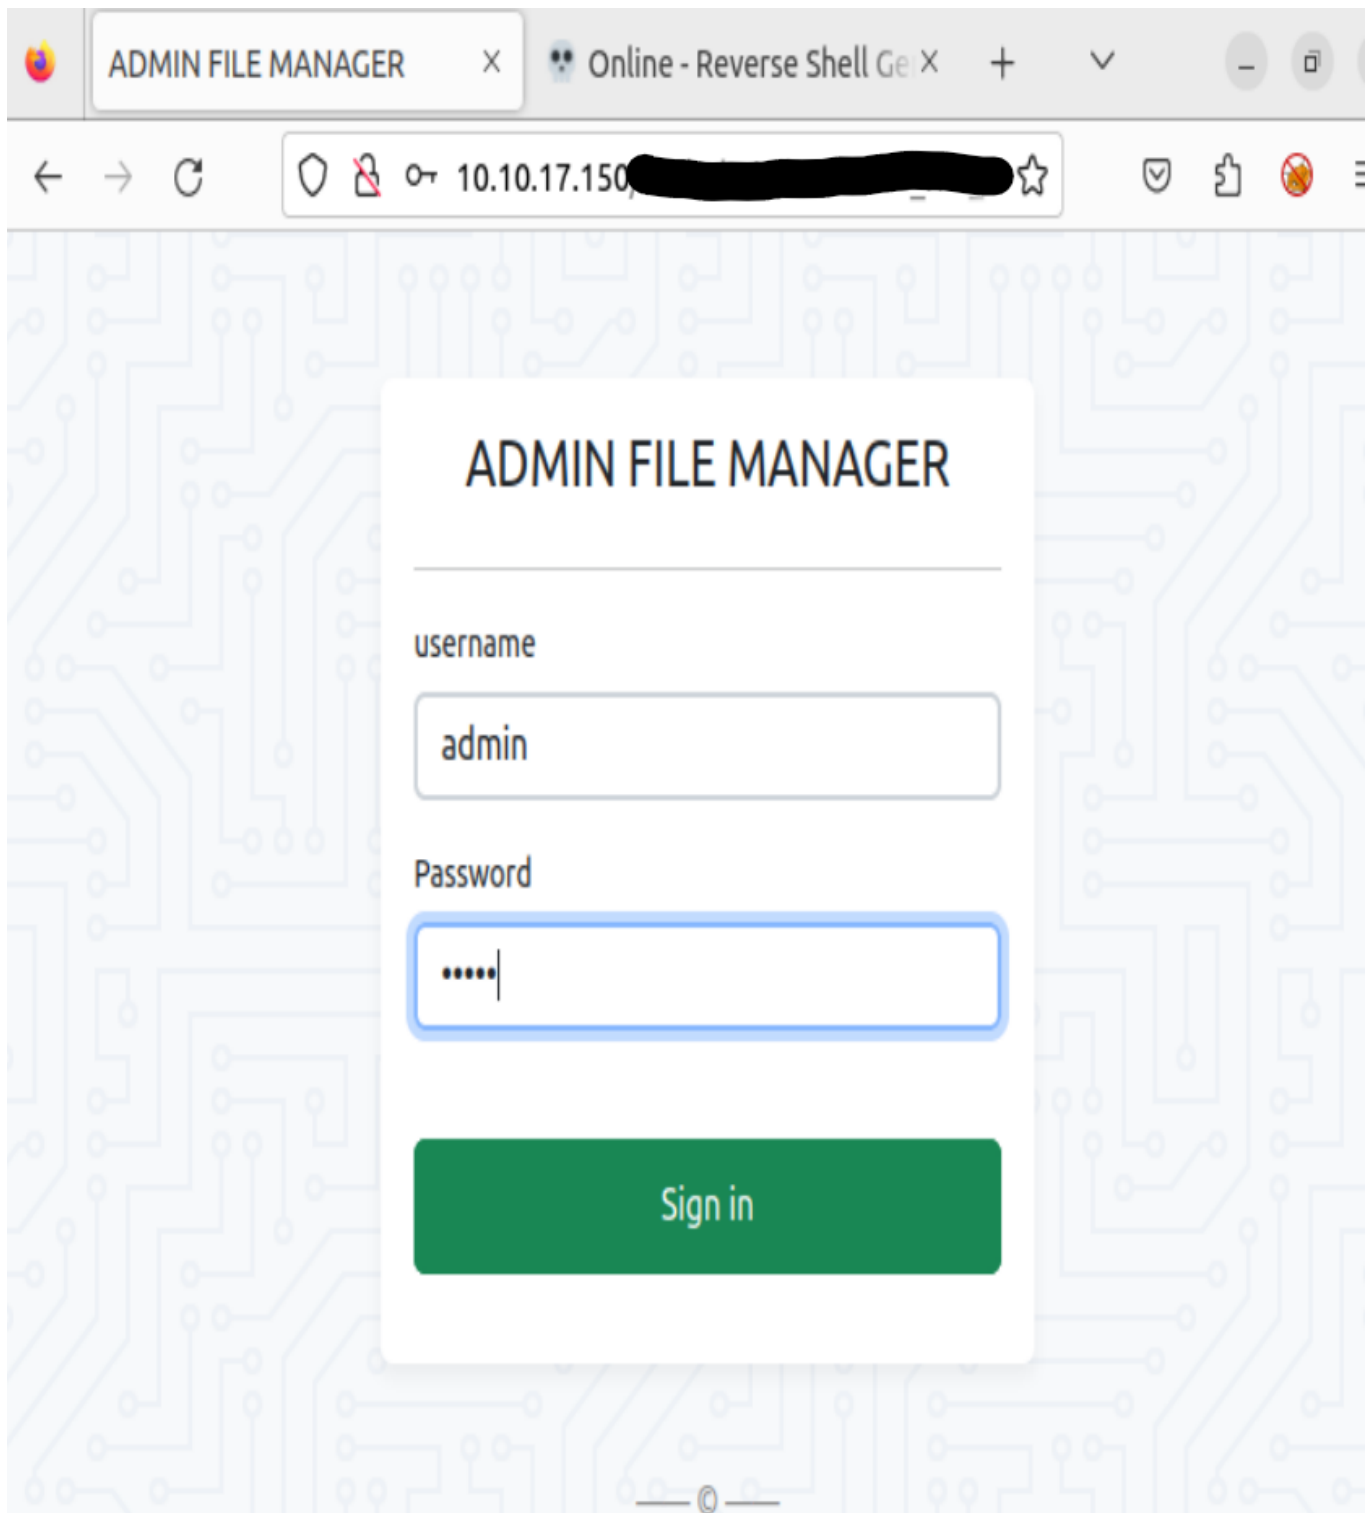 ADMIN FILE MANAGER
Online - Reverse Shell Ge
10.10.17.150
ADMIN FILE MANAGER
username
admin
Password
•••••
Sign in
©